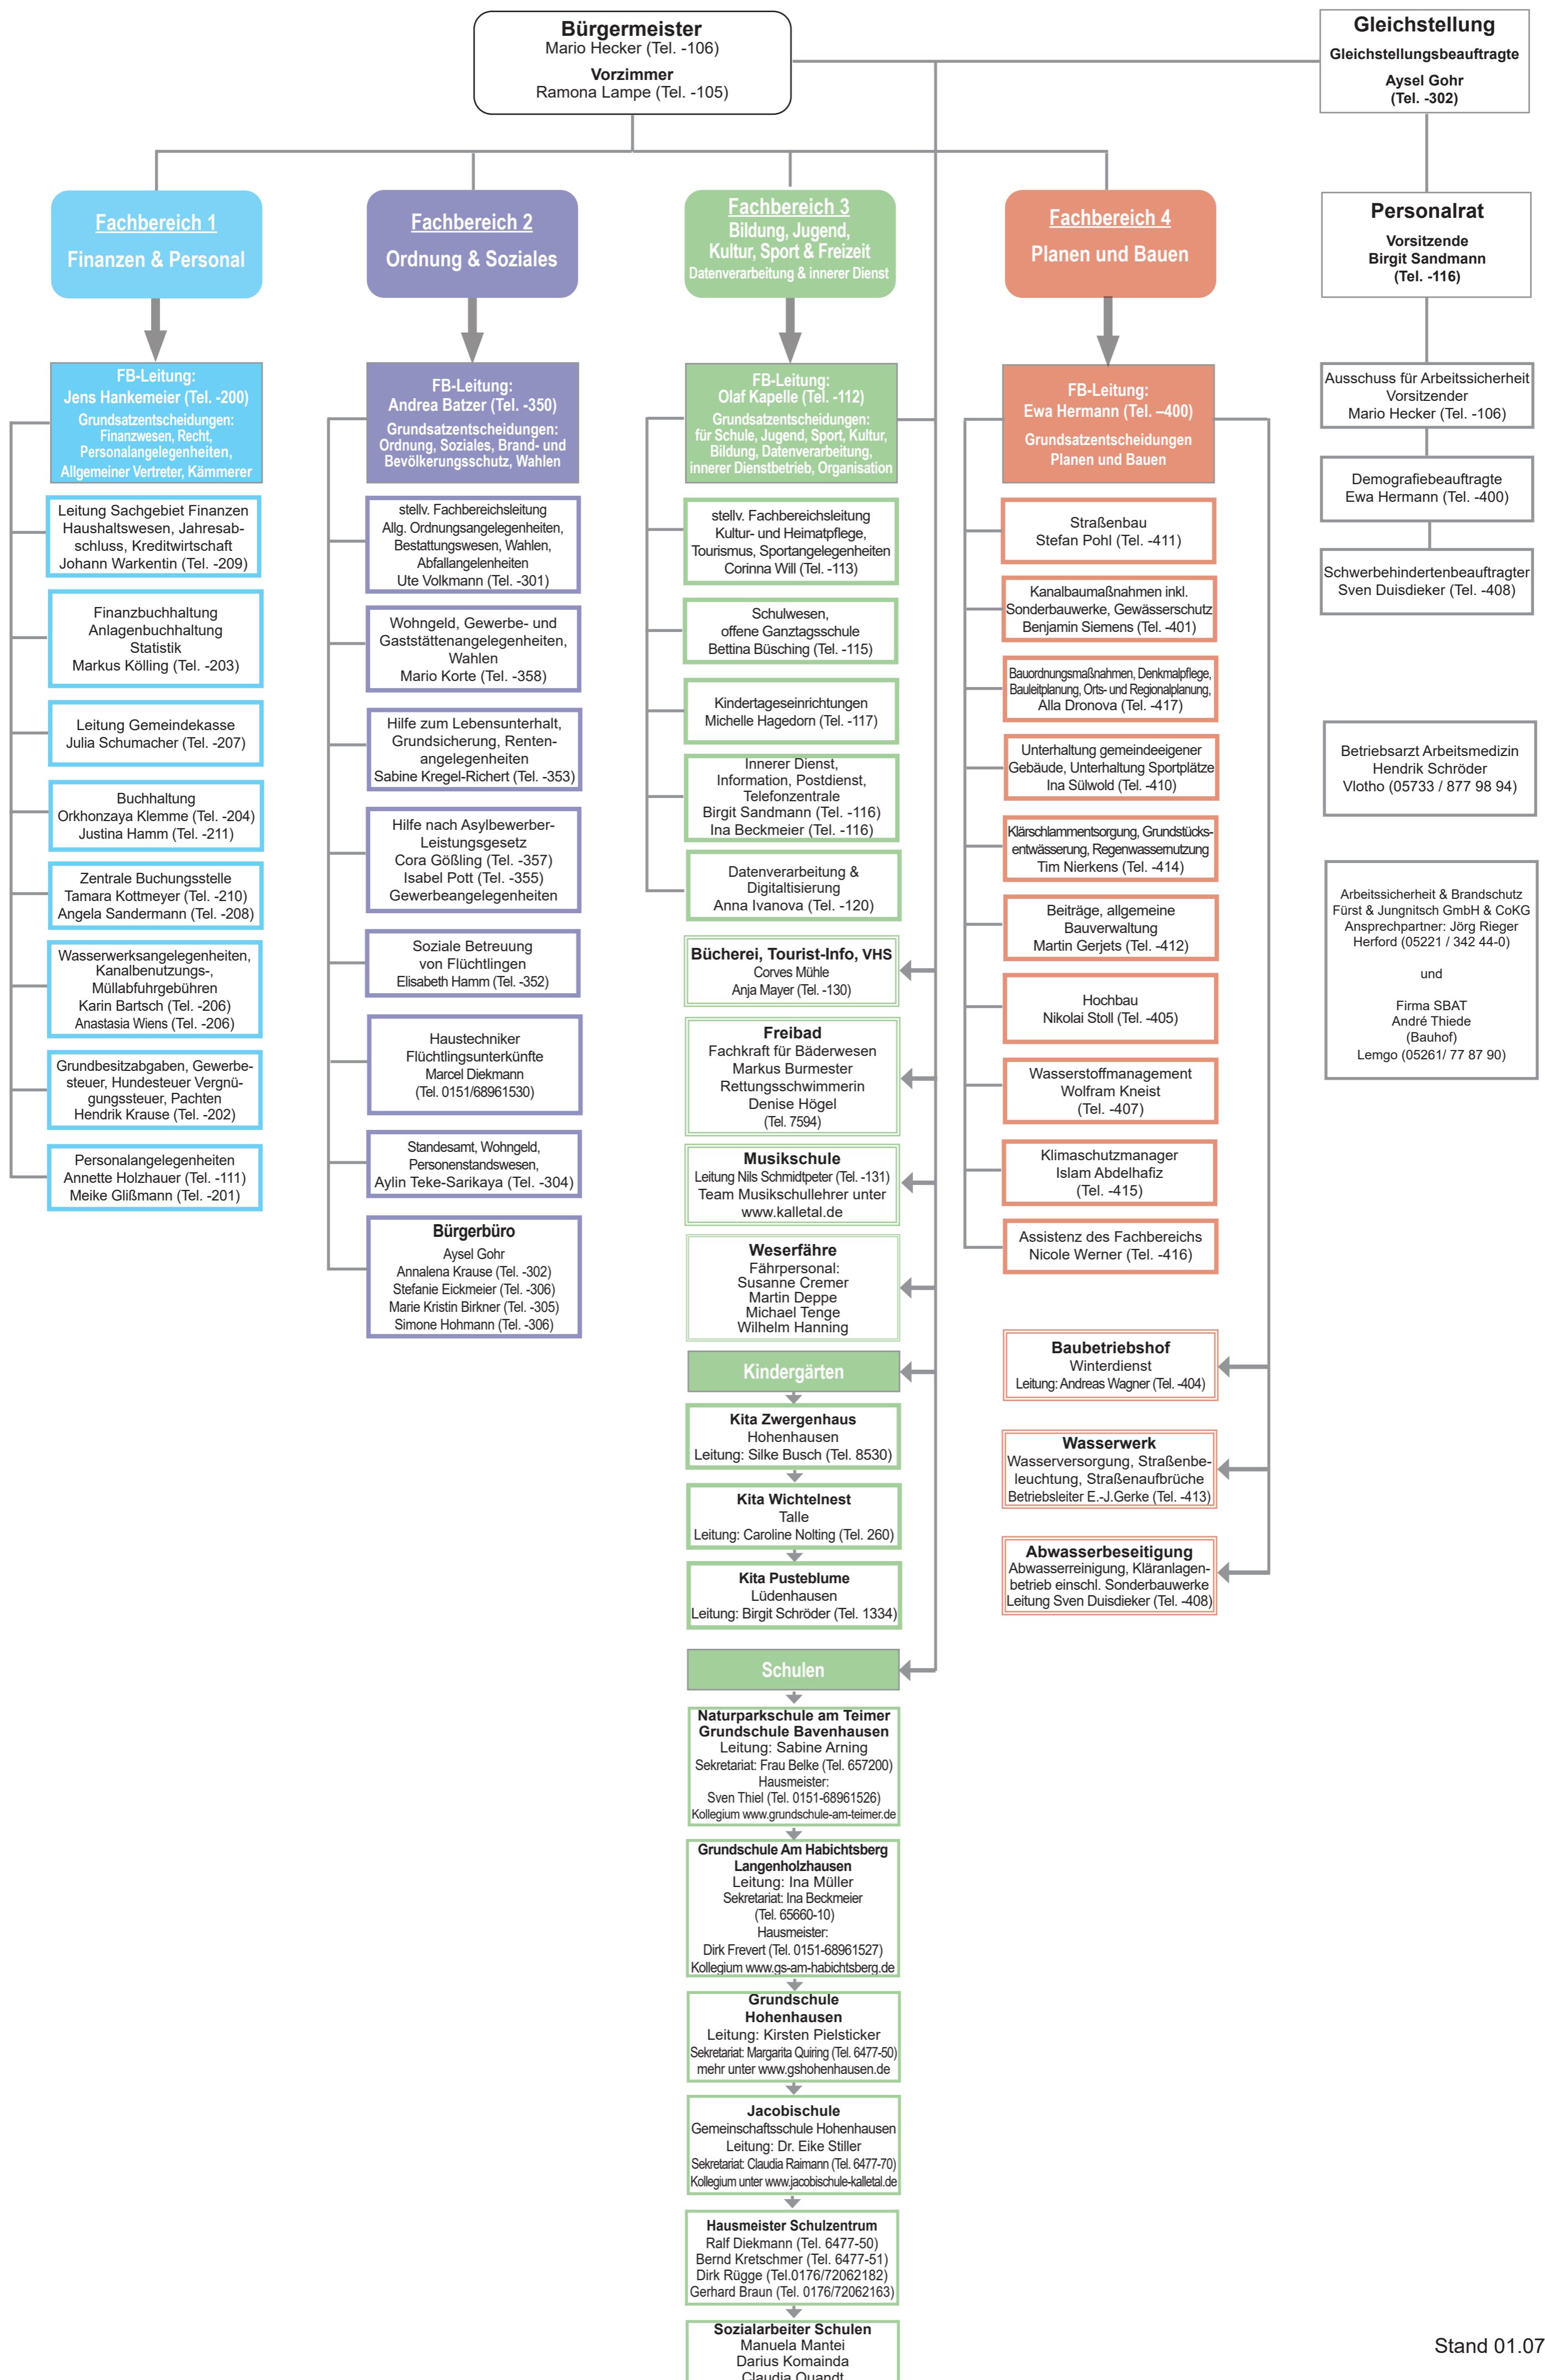 Bürgermeister
Mario Hecker (Tel. -106)
Vorzimmer
Ramona Lampe (Tel. -105)
Gleichstellung
Gleichstellungsbeauftragte
Aysel Gohr
(Tel. -302)
Fachbereich 1
Finanzen & Personal
FB-Leitung:
Jens Hankemeier (Tel. -200)
Grundsatzentscheidungen:
Finanzwesen, Recht,
Personalangelegenheiten,
Allgemeiner Vertreter, Kämmerer
Leitung Sachgebiet Finanzen
Haushaltswesen, Jahresab-
schluss, Kreditwirtschaft
Johann Warkentin (Tel. -209)
Finanzbuchhaltung
Anlagenbuchhaltung
Statistik
Markus Kölling (Tel. -203)
Leitung Gemeindekasse
Julia Schumacher (Tel. -207)
Buchhaltung
Orkhonzaya Klemme (Tel. -204)
Justina Hamm (Tel. -211)
Zentrale Buchungsstelle
Tamara Kottmeyer (Tel. -210)
Angela Sandermann (Tel. -208)
Wasserwerksangelegenheiten,
Kanalbenutzungs-,
Müllabfuhrgebühren
Karin Bartsch (Tel. -206)
Anastasia Wiens (Tel. -206)
Grundbesitzabgaben, Gewerbe-
steuer, Hundesteuer Vergnü-
gungssteuer, Pachten
Hendrik Krause (Tel. -202)
Personalangelegenheiten
Annette Holzhauer (Tel. -111)
Meike Glißmann (Tel. -201)
Fachbereich 2
Ordnung & Soziales
FB-Leitung:
Andrea Batzer (Tel. -350)
Grundsatzentscheidungen:
Ordnung, Soziales, Brand- und
Bevölkerungsschutz, Wahlen
stellv. Fachbereichsleitung
Allg. Ordnungsangelegenheiten,
Bestattungswesen, Wahlen,
Abfallangelenheiten
Ute Volkmann (Tel. -301)
Wohngeld, Gewerbe- und
Gaststättenangelegenheiten,
Wahlen
Mario Korte (Tel. -358)
Hilfe zum Lebensunterhalt,
Grundsicherung, Renten-
angelegenheiten
Sabine Kregel-Richert (Tel. -353)
Hilfe nach Asylbewerber-
Leistungsgesetz
Cora Gößling (Tel. -357)
Isabel Pott (Tel. -355)
Gewerbeangelegenheiten
Soziale Betreuung
von Flüchtlingen
Elisabeth Hamm (Tel. -352)
Haustechniker
Flüchtlingsunterkünfte
Marcel Diekmann
(Tel. 0151/68961530)
Standesamt, Wohngeld,
Personenstandswesen,
Aylin Teke-Sarikaya (Tel. -304)
Bürgerbüro
Aysel Gohr
Annalena Krause (Tel. -302)
Stefanie Eickmeier (Tel. -306)
Marie Kristin Birkner (Tel. -305)
Simone Hohmann (Tel. -306)
Fachbereich 3
Bildung, Jugend,
Kultur, Sport & Freizeit
Datenverarbeitung & innerer Dienst
FB-Leitung:
Olaf Kapelle (Tel. -112)
Grundsatzentscheidungen:
für Schule, Jugend, Sport, Kultur,
Bildung, Datenverarbeitung,
innerer Dienstbetrieb, Organisation
stellv. Fachbereichsleitung
Kultur- und Heimatpflege,
Tourismus, Sportangelegenheiten
Corinna Will (Tel. -113)
Schulwesen,
offene Ganztagsschule
Bettina Büsching (Tel. -115)
Kindertageseinrichtungen
Michelle Hagedorn (Tel. -117)
Innerer Dienst,
Information, Postdienst,
Telefonzentrale
Birgit Sandmann (Tel. -116)
Ina Beckmeier (Tel. -116)
Datenverarbeitung &
Digitaltisierung
Anna Ivanova (Tel. -120)
Bücherei, Tourist-Info, VHS
Corves Mühle
Anja Mayer (Tel. -130)
Freibad
Fachkraft für Bäderwesen
Markus Burmester
Rettungsschwimmerin
Denise Högel
(Tel. 7594)
Musikschule
Leitung Nils Schmidtpeter (Tel. -131)
Team Musikschullehrer unter
www.kalletal.de
Weserfähre
Fährpersonal:
Susanne Cremer
Martin Deppe
Michael Tenge
Wilhelm Hanning
Kindergärten
Kita Zwergenhaus
Hohenhausen
Leitung: Silke Busch (Tel. 8530)
Kita Wichtelnest
Talle
Leitung: Caroline Nolting (Tel. 260)
Kita Pusteblume
Lüdenhausen
Leitung: Birgit Schröder (Tel. 1334)
Schulen
Naturparkschule am Teimer
Grundschule Bavenhausen
Leitung: Sabine Arning
Sekretariat: Frau Belke (Tel. 657200)
Hausmeister:
Sven Thiel (Tel. 0151-68961526)
Kollegium www.grundschule-am-teimer.de
Grundschule Am Habichtsberg
Langenholzhausen
Leitung: Ina Müller
Sekretariat: Ina Beckmeier
(Tel. 65660-10)
Hausmeister:
Dirk Frevert (Tel. 0151-68961527)
Kollegium www.gs-am-habichtsberg.de
Grundschule
Hohenhausen
Leitung: Kirsten Pielsticker
Sekretariat: Margarita Quiring (Tel. 6477-50)
mehr unter www.gshohenhausen.de
Jacobischule
Gemeinschaftsschule Hohenhausen
Leitung: Dr. Eike Stiller
Sekretariat: Claudia Raimann (Tel. 6477-70)
Kollegium unter www.jacobischule-kalletal.de
Hausmeister Schulzentrum
Ralf Diekmann (Tel. 6477-50)
Bernd Kretschmer (Tel. 6477-51)
Dirk Rügge (Tel.0176/72062182)
Gerhard Braun (Tel. 0176/72062163)
Sozialarbeiter Schulen
Manuela Mantei
Darius Komainda
Claudia Quandt
Fachbereich 4
Planen und Bauen
FB-Leitung:
Ewa Hermann (Tel. –400)
Grundsatzentscheidungen
Planen und Bauen
Straßenbau
Stefan Pohl (Tel. -411)
Kanalbaumaßnahmen inkl.
Sonderbauwerke, Gewässerschutz
Benjamin Siemens (Tel. -401)
Bauordnungsmaßnahmen, Denkmalpflege,
Bauleitplanung, Orts- und Regionalplanung,
Alla Dronova (Tel. -417)
Unterhaltung gemeindeeigener
Gebäude, Unterhaltung Sportplätze
Ina Sülwold (Tel. -410)
Klärschlammentsorgung, Grundstücks-
entwässerung, Regenwassernutzung
Tim Nierkens (Tel. -414)
Beiträge, allgemeine
Bauverwaltung
Martin Gerjets (Tel. -412)
Hochbau
Nikolai Stoll (Tel. -405)
Wasserstoffmanagement
Wolfram Kneist
(Tel. -407)
Klimaschutzmanager
Islam Abdelhafiz
(Tel. -415)
Assistenz des Fachbereichs
Nicole Werner (Tel. -416)
Baubetriebshof
Winterdienst
Leitung: Andreas Wagner (Tel. -404)
Wasserwerk
Wasserversorgung, Straßenbe-
leuchtung, Straßenaufbrüche
Betriebsleiter E.-J.Gerke (Tel. -413)
Abwasserbeseitigung
Abwasserreinigung, Kläranlagen-
betrieb einschl. Sonderbauwerke
Leitung Sven Duisdieker (Tel. -408)
Personalrat
Vorsitzende
Birgit Sandmann
(Tel. -116)
Ausschuss für Arbeitssicherheit
Vorsitzender
Mario Hecker (Tel. -106)
Demografiebeauftragte
Ewa Hermann (Tel. -400)
Schwerbehindertenbeauftragter
Sven Duisdieker (Tel. -408)
Betriebsarzt Arbeitsmedizin
Hendrik Schröder
Vlotho (05733 / 877 98 94)
Arbeitssicherheit & Brandschutz
Fürst & Jungnitsch GmbH & CoKG
Ansprechpartner: Jörg Rieger
Herford (05221 / 342 44-0)
und
Firma SBAT
André Thiede
(Bauhof)
Lemgo (05261/ 77 87 90)
Stand 01.07